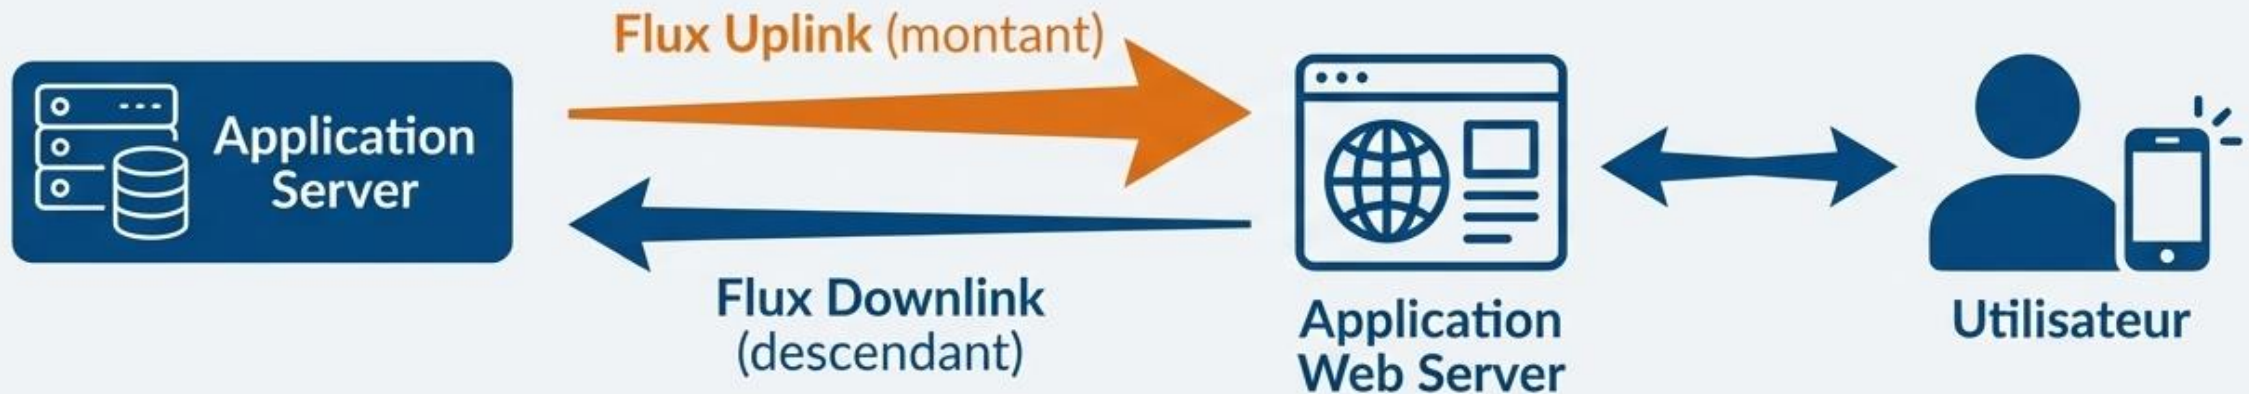 Flux Uplink (montant)
Application
Server
Flux Downlink
(descendant)
Application
Web Server
Utilisateur